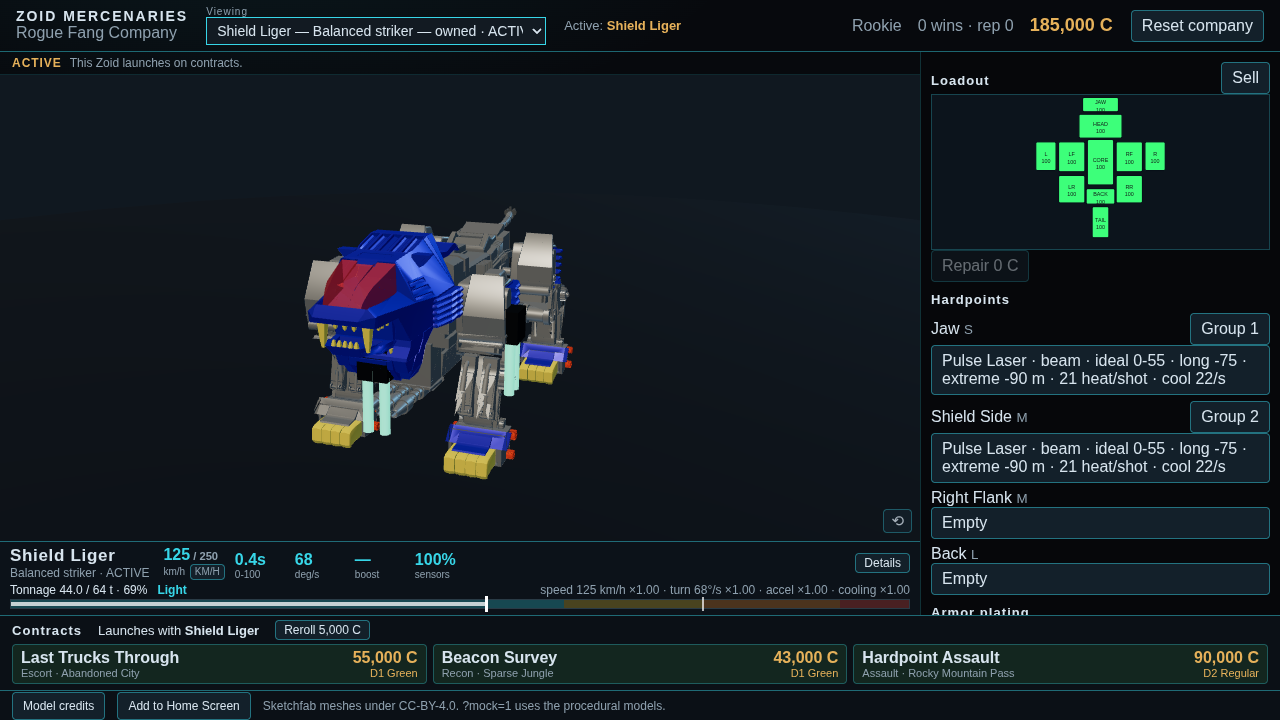 ZOID MERCENARIES
Rogue Fang Company
Viewing
Shield Liger — Balanced striker — owned · ACTIV
Active: Shield Liger
Rookie 0 wins · rep 0 185,000 C
Reset company
ACTIVE This Zoid launches on contracts.
Loadout
Sell
JAW
100
HEAD
100
L
100
LF
100
CORE
100
RF
100
R
100
LR
100
BACK
100
RR
100
TAIL
100
Repair 0 C
Hardpoints
Jaw S
Group 1
Pulse Laser · beam · ideal 0-55 · long -75 ·
extreme -90 m · 21 heat/shot · cool 22/s
Shield Side M
Group 2
Pulse Laser · beam · ideal 0-55 · long -75 ·
extreme -90 m · 21 heat/shot · cool 22/s
Right Flank M
Empty
Back L
Empty
Armor plating
⟲
Shield Liger
Balanced striker · ACTIVE
125 / 250
km/h KM/H
0.4s
0-100
68
deg/s
—
boost
100%
sensors
Details
Tonnage 44.0 / 64 t · 69% Light
speed 125 km/h ×1.00 · turn 68°/s ×1.00 · accel ×1.00 · cooling ×1.00
Contracts Launches with Shield Liger
Reroll 5,000 C
Last Trucks Through 55,000 C
Escort · Abandoned City D1 Green
Beacon Survey 43,000 C
Recon · Sparse Jungle D1 Green
Hardpoint Assault 90,000 C
Assault · Rocky Mountain Pass D2 Regular
Model credits
Add to Home Screen
Sketchfab meshes under CC-BY-4.0. ?mock=1 uses the procedural models.